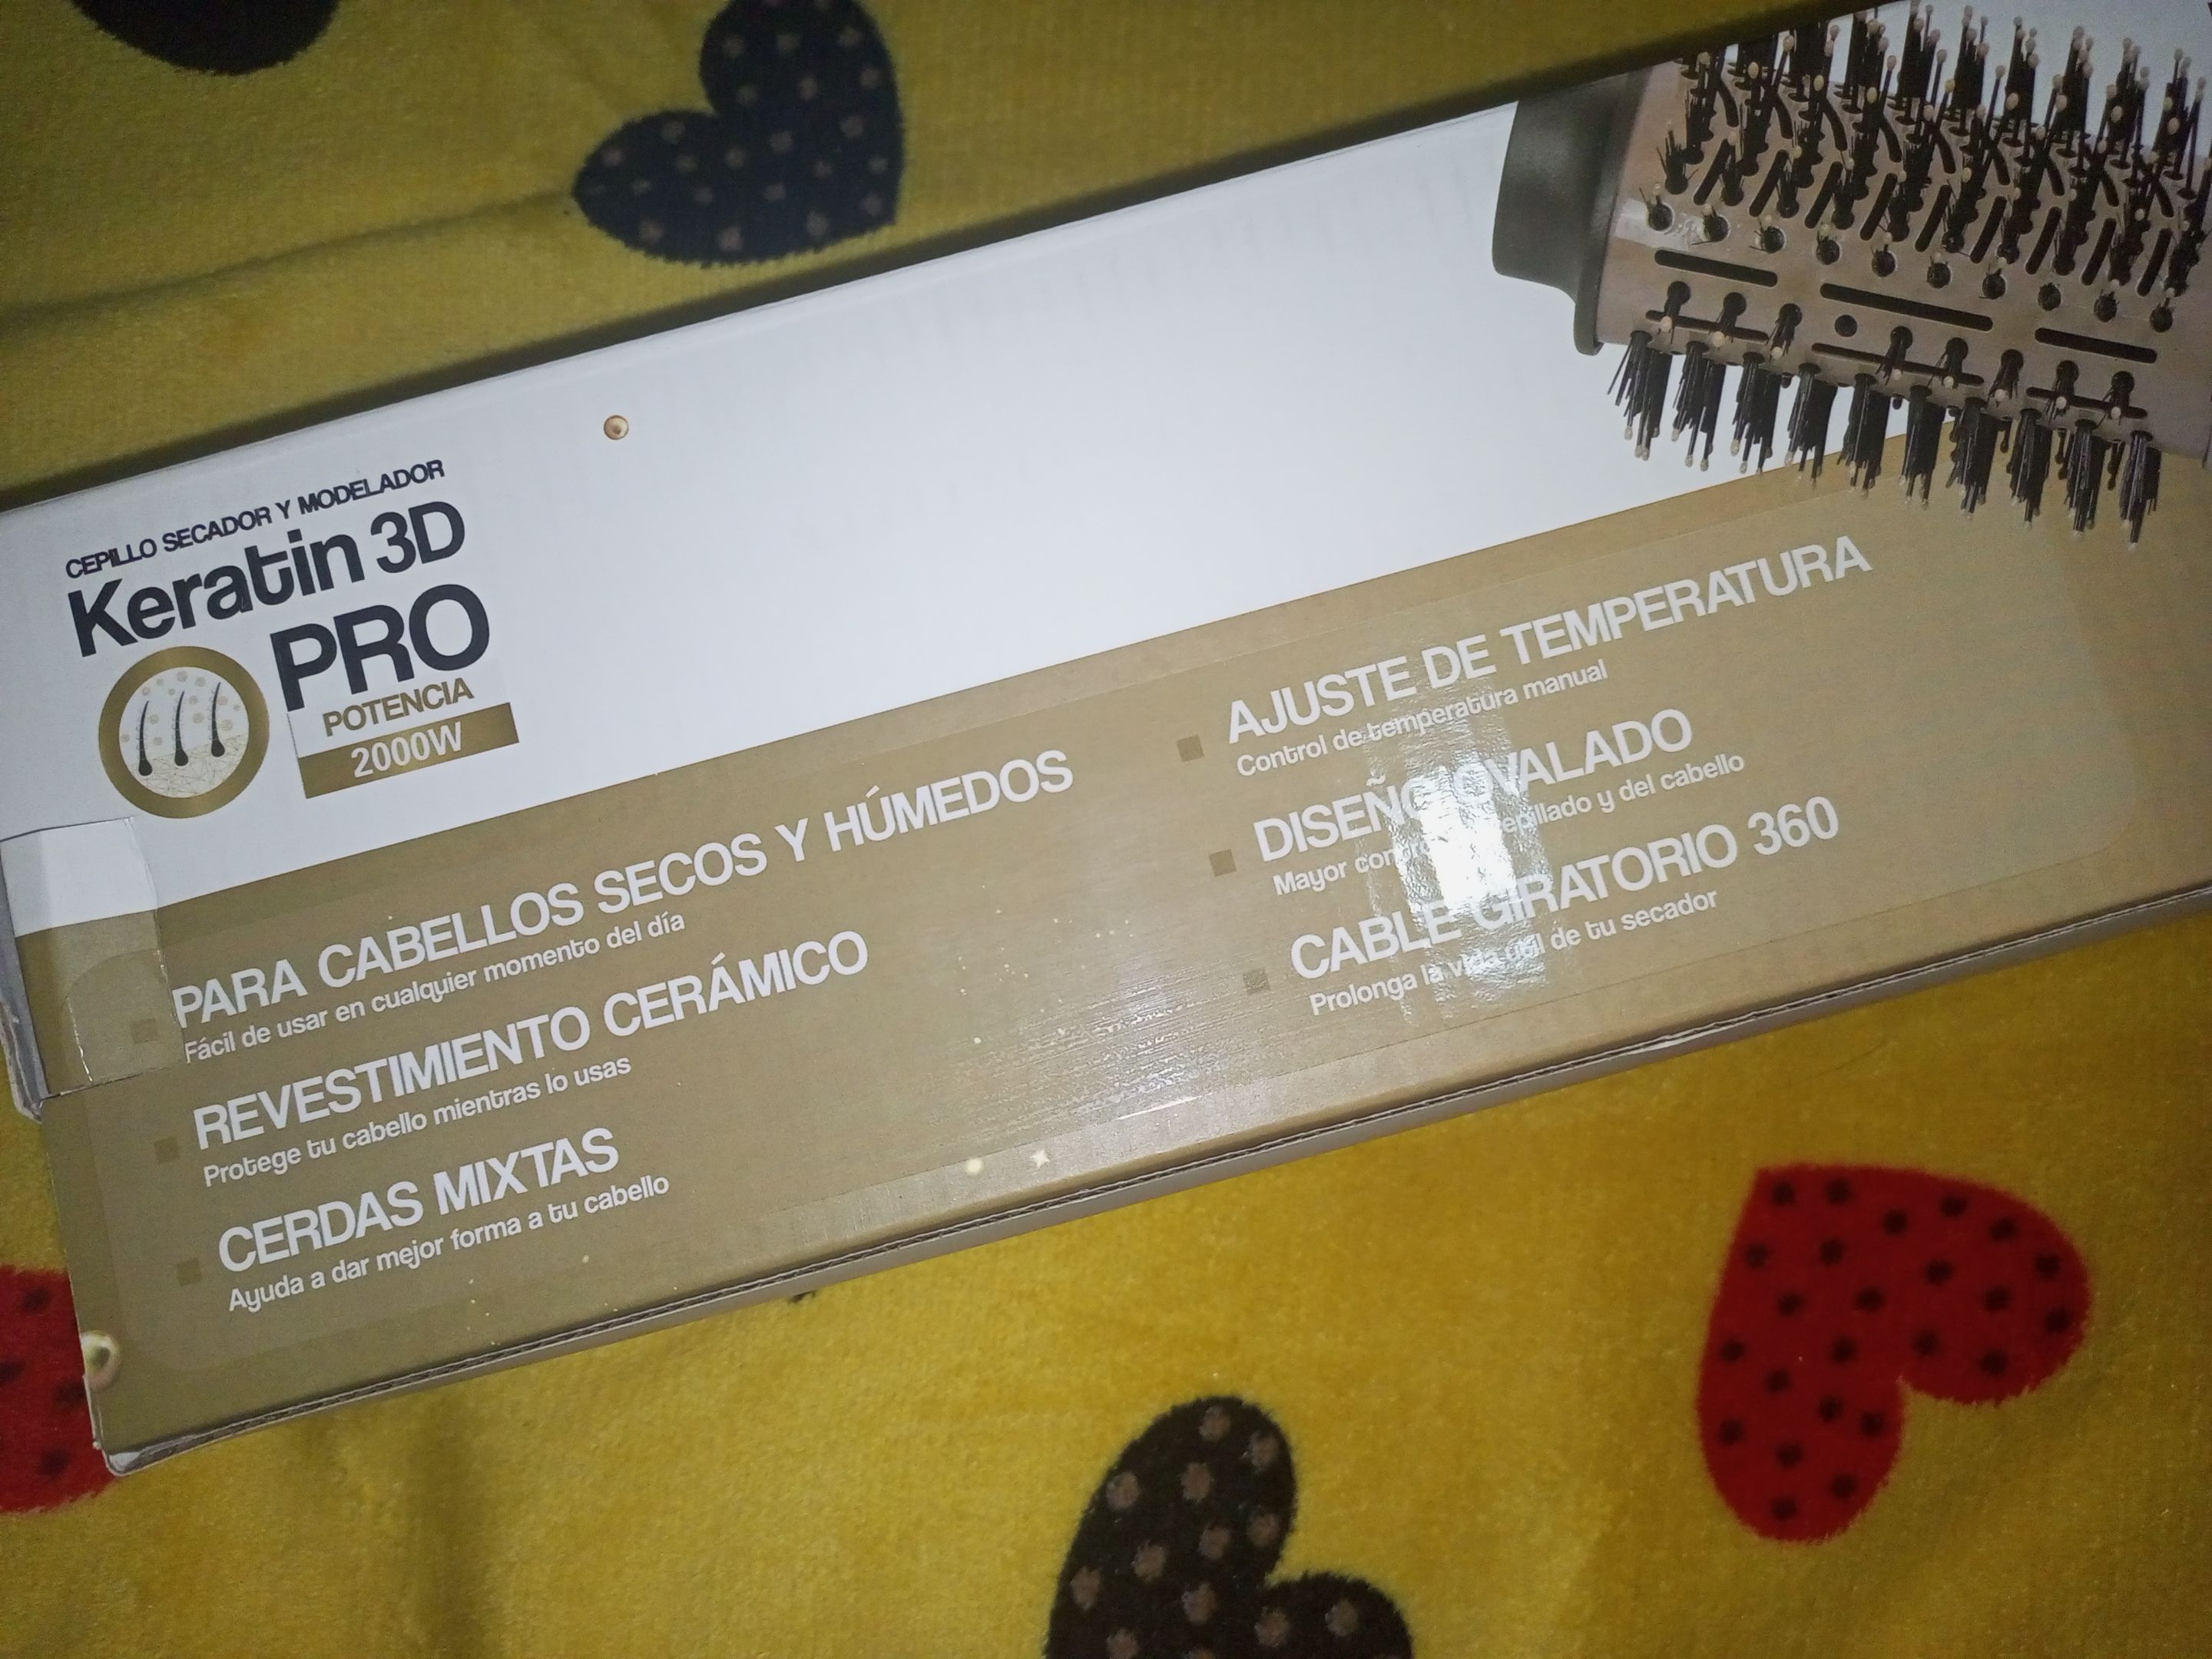 CEPILLO SECADOR Y MODELADOR
Keratin 3D
PRO
POTENCIA
2000W
PARA CABELLOS SECOS Y HÚMEDOS
Fácil de usar en cualquier momento del día
REVESTIMIENTO CERÁMICO
Protege tu cabello mientras lo usas
CERDAS MIXTAS
Ayuda a dar mejor forma a tu cabello
AJUSTE DE TEMPERATURA
Control de temperatura manual
DISEÑO OVALADO
Mayor control cepillado y del cabello
CABLE GIRATORIO 360
Prolonga la vida útil de tu secador